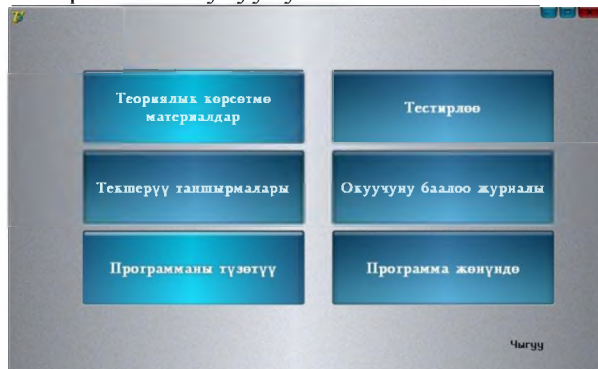 Теориялык көрсөтмө
материалдар
Тестирлөө
Текшерүү тапшырмалары
Окуучуну баалоо журналы
Программаны түзөтүү
Программа жөнүндө
Чыгуу